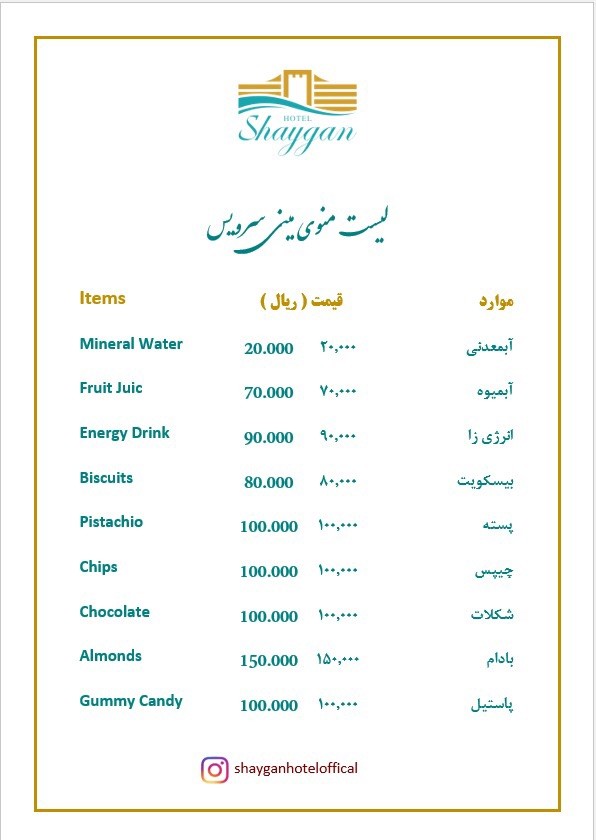 HOTEL
Shaygan
لیست منوی مینی سرویس
Items قیمت ( ریال ) موارد
Mineral Water 20.000 ۲۰,۰۰۰ آبمعدنی
Fruit Juic 70.000 ۷۰,۰۰۰ آبمیوه
Energy Drink 90.000 ۹۰,۰۰۰ انرژی زا
Biscuits 80.000 ۸۰,۰۰۰ بیسکویت
Pistachio 100.000 ۱۰۰,۰۰۰ پسته
Chips 100.000 ۱۰۰,۰۰۰ چیپس
Chocolate 100.000 ۱۰۰,۰۰۰ شکلات
Almonds 150.000 ۱۵۰,۰۰۰ بادام
Gummy Candy 100.000 ۱۰۰,۰۰۰ پاستیل
shayganhoteloffical